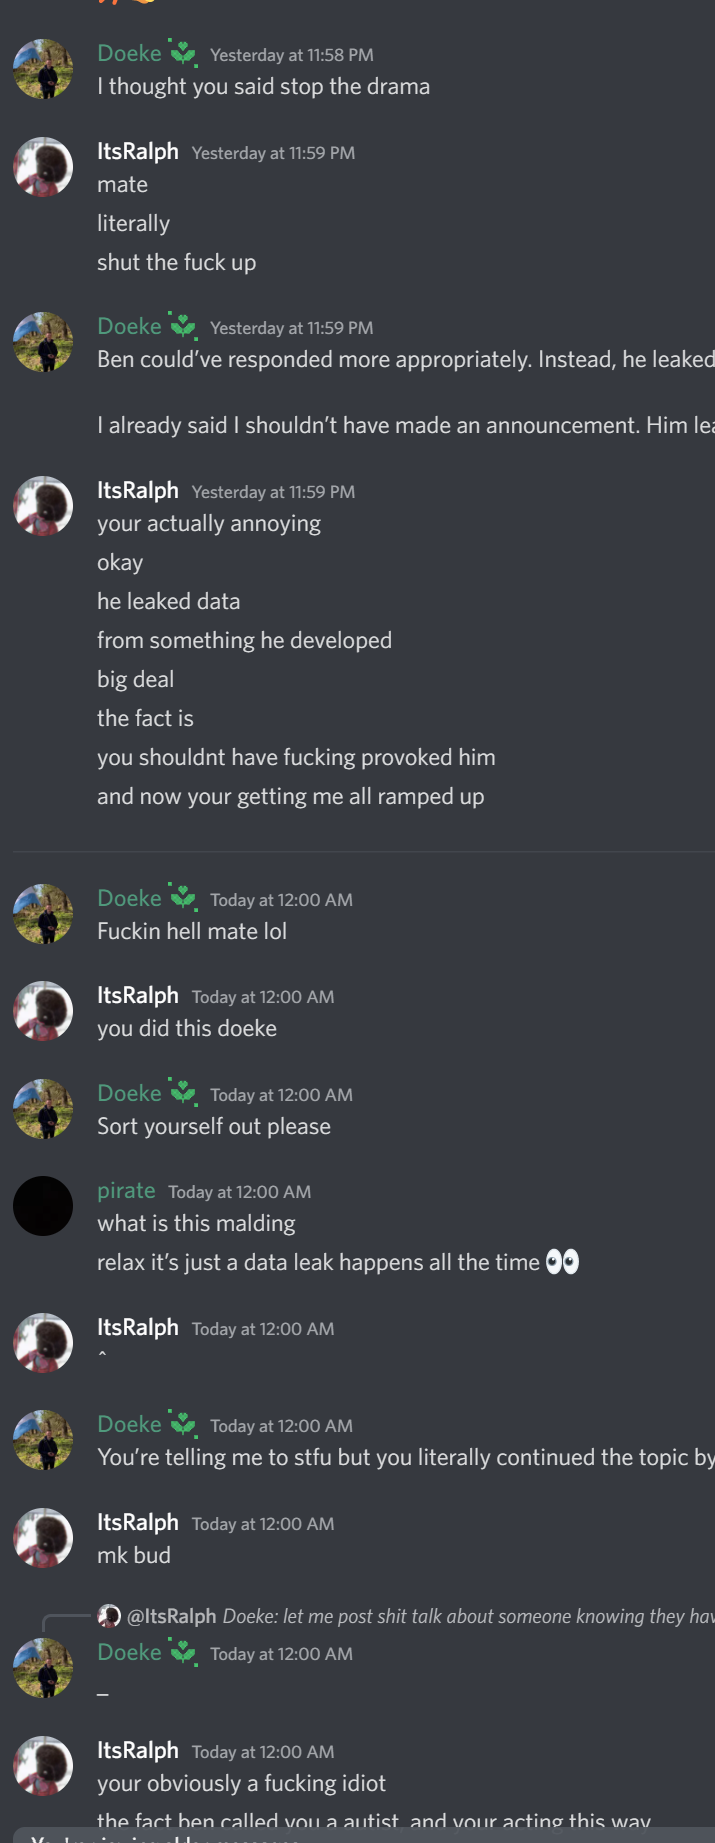 Doeke Yesterday at 11:58 PM
I thought you said stop the drama
ItsRalph Yesterday at 11:59 PM
mate
literally
shut the fuck up
Doeke Yesterday at 11:59 PM
Ben could've responded more appropriately. Instead, he leaked
I already said I shouldn't have made an announcement. Him lea
ItsRalph Yesterday at 11:59 PM
your actually annoying
okay
he leaked data
from something he developed
big deal
the fact is
you shouldnt have fucking provoked him
and now your getting me all ramped up
Doeke Today at 12:00 AM
Fuckin hell mate lol
ItsRalph Today at 12:00 AM
you did this doeke
Doeke Today at 12:00 AM
Sort yourself out please
pirate Today at 12:00 AM
what is this malding
relax it's just a data leak happens all the time 👀
ItsRalph Today at 12:00 AM
^
Doeke Today at 12:00 AM
You're telling me to stfu but you literally continued the topic by
ItsRalph Today at 12:00 AM
mk bud
@ItsRalph Doeke: let me post shit talk about someone knowing they hav
Doeke Today at 12:00 AM
_
ItsRalph Today at 12:00 AM
your obviously a fucking idiot
the fact ben called you a autist, and your acting this way